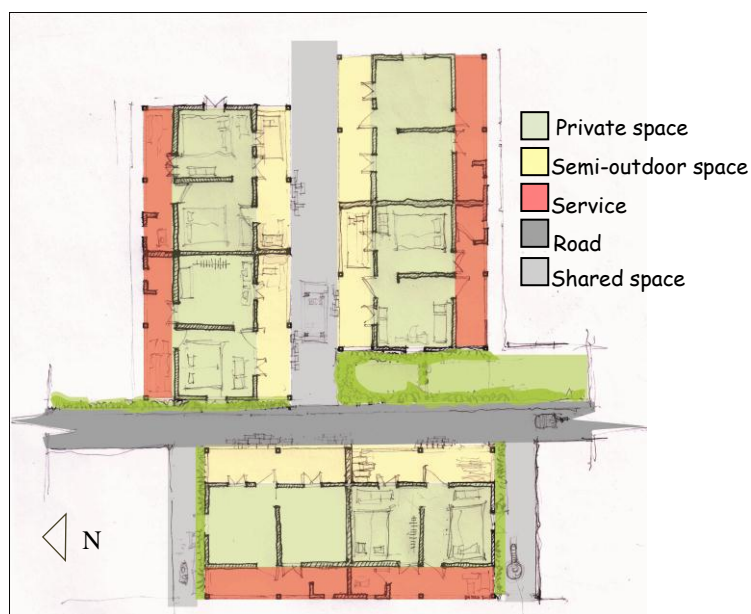 Private space
Semi-outdoor space
Service
Road
Shared space
N